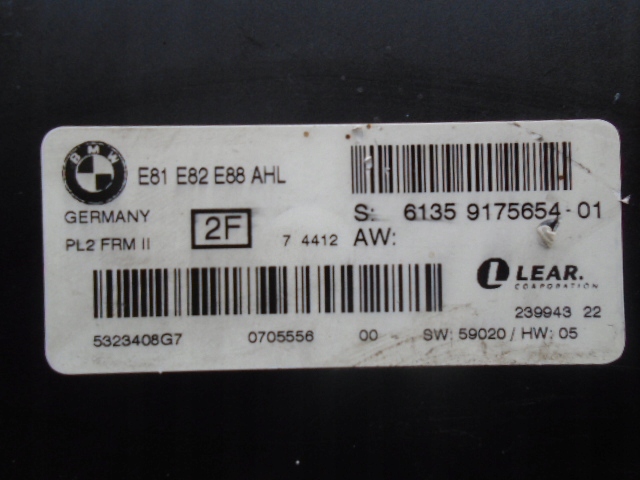 BMW
E81 E82 E88 AHL
GERMANY
PL2 FRM II
2F
7 4412
S: 6135 9175654-01
AW:
LEAR.
CORPORATION
239943 22
5323408G7 0705556 00 SW: 59020 / HW: 05